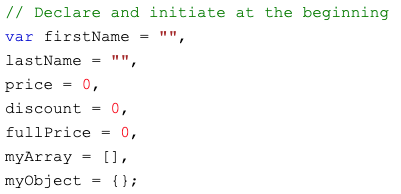 // Declare and initiate at the beginning
var firstName = "",
lastName = "",
price = 0,
discount = 0,
fullPrice = 0,
myArray = [],
myObject = {};